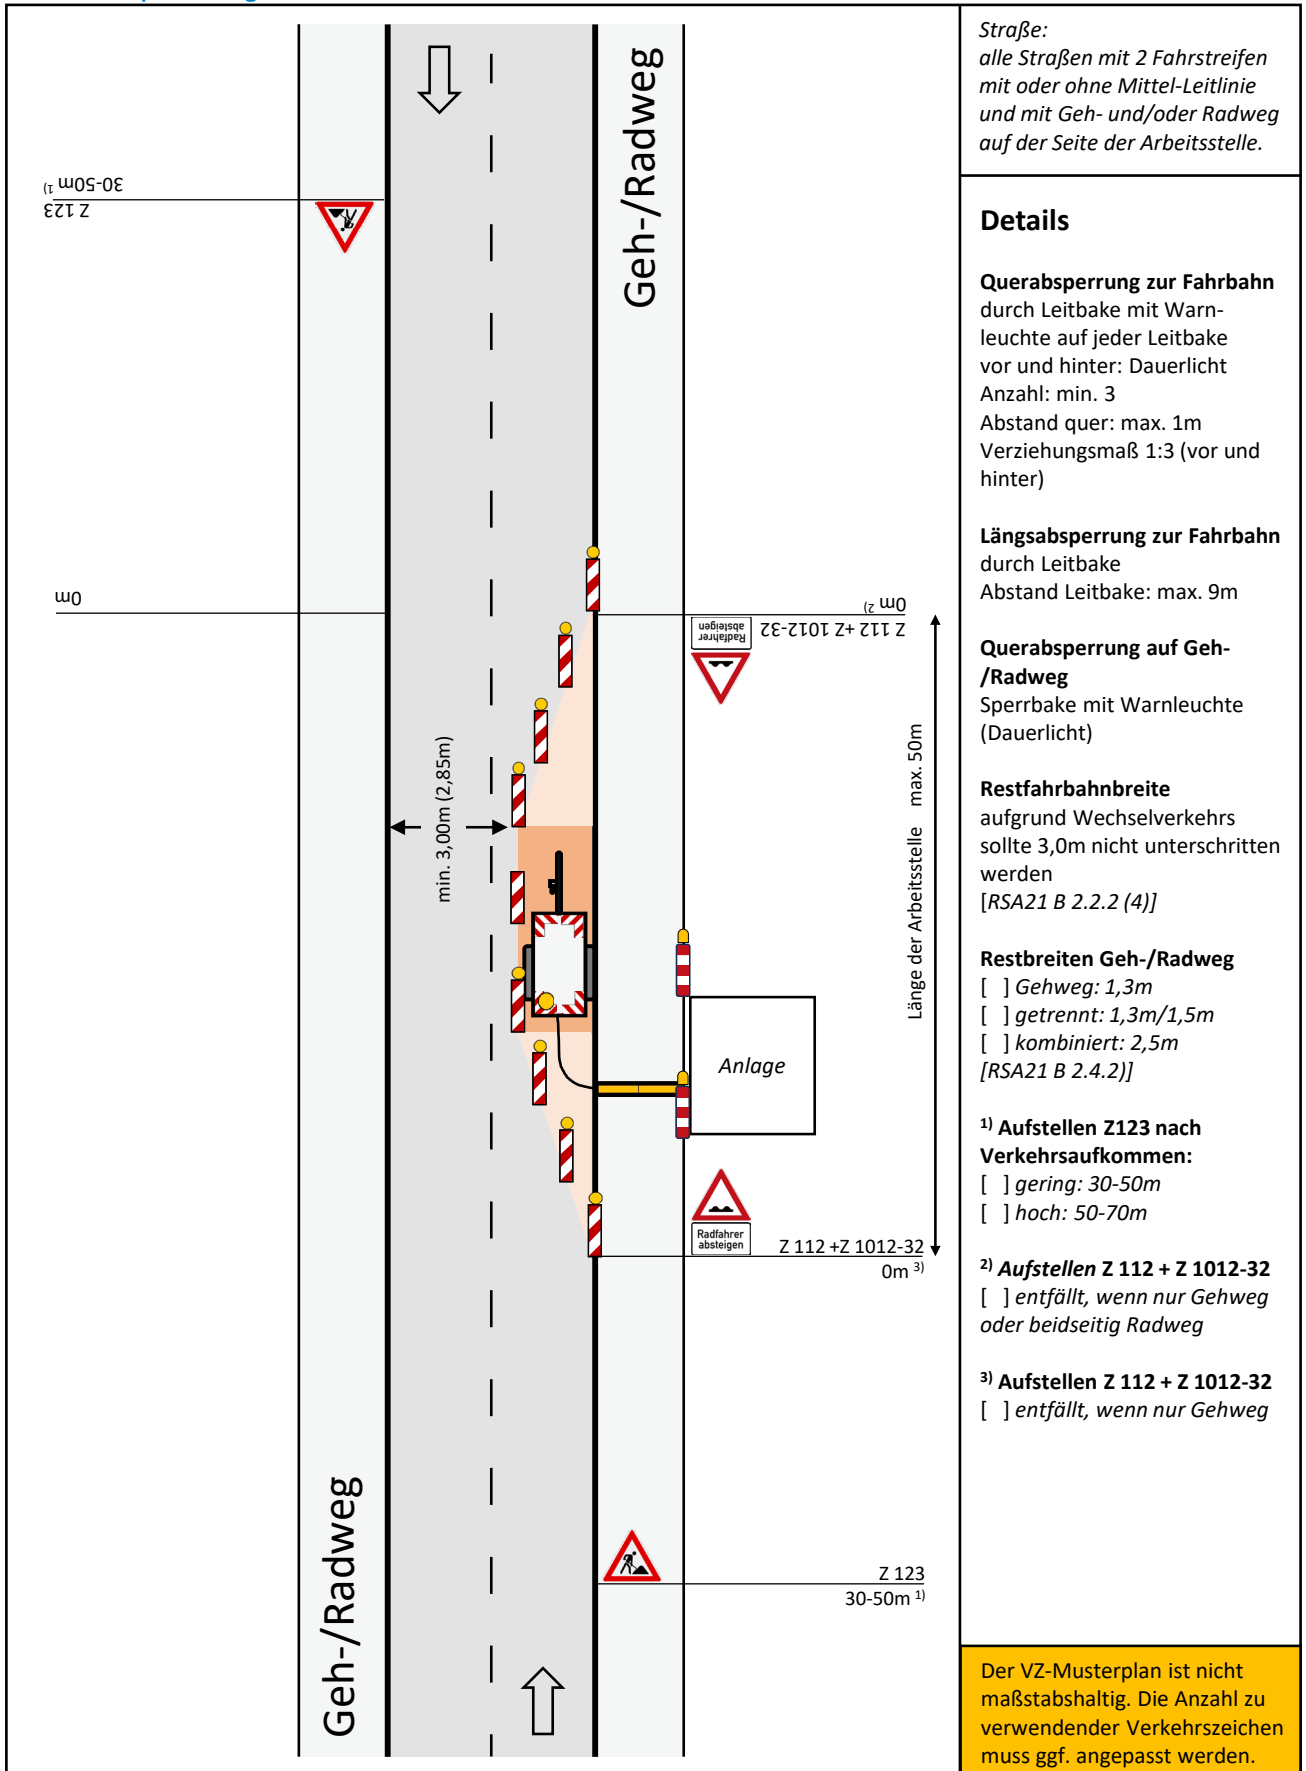 Geh-/Radweg
30-50m 1)
Z 123
0m
0m 2)
Z 112 +Z 1012-32
Radfahrer
absteigen
min. 3,00m (2,85m)
Länge der Arbeitsstelle max. 50m
Anlage
Radfahrer
absteigen
Z 112 +Z 1012-32
0m 3)
Geh-/Radweg
Z 123
30-50m 1)
Straße:
alle Straßen mit 2 Fahrstreifen
mit oder ohne Mittel-Leitlinie
und mit Geh- und/oder Radweg
auf der Seite der Arbeitsstelle.
Details
Querabsperrung zur Fahrbahn
durch Leitbake mit Warn-
leuchte auf jeder Leitbake
vor und hinter: Dauerlicht
Anzahl: min. 3
Abstand quer: max. 1m
Verziehungsmaß 1:3 (vor und
hinter)
Längsabsperrung zur Fahrbahn
durch Leitbake
Abstand Leitbake: max. 9m
Querabsperrung auf Geh-
/Radweg
Sperrbake mit Warnleuchte
(Dauerlicht)
Restfahrbahnbreite
aufgrund Wechselverkehrs
sollte 3,0m nicht unterschritten
werden
[RSA21 B 2.2.2 (4)]
Restbreiten Geh-/Radweg
[ ] Gehweg: 1,3m
[ ] getrennt: 1,3m/1,5m
[ ] kombiniert: 2,5m
[RSA21 B 2.4.2)]
1) Aufstellen Z123 nach
Verkehrsaufkommen:
[ ] gering: 30-50m
[ ] hoch: 50-70m
2) Aufstellen Z 112 + Z 1012-32
[ ] entfällt, wenn nur Gehweg
oder beidseitig Radweg
3) Aufstellen Z 112 + Z 1012-32
[ ] entfällt, wenn nur Gehweg
Der VZ-Musterplan ist nicht
maßstabshaltig. Die Anzahl zu
verwendender Verkehrszeichen
muss ggf. angepasst werden.